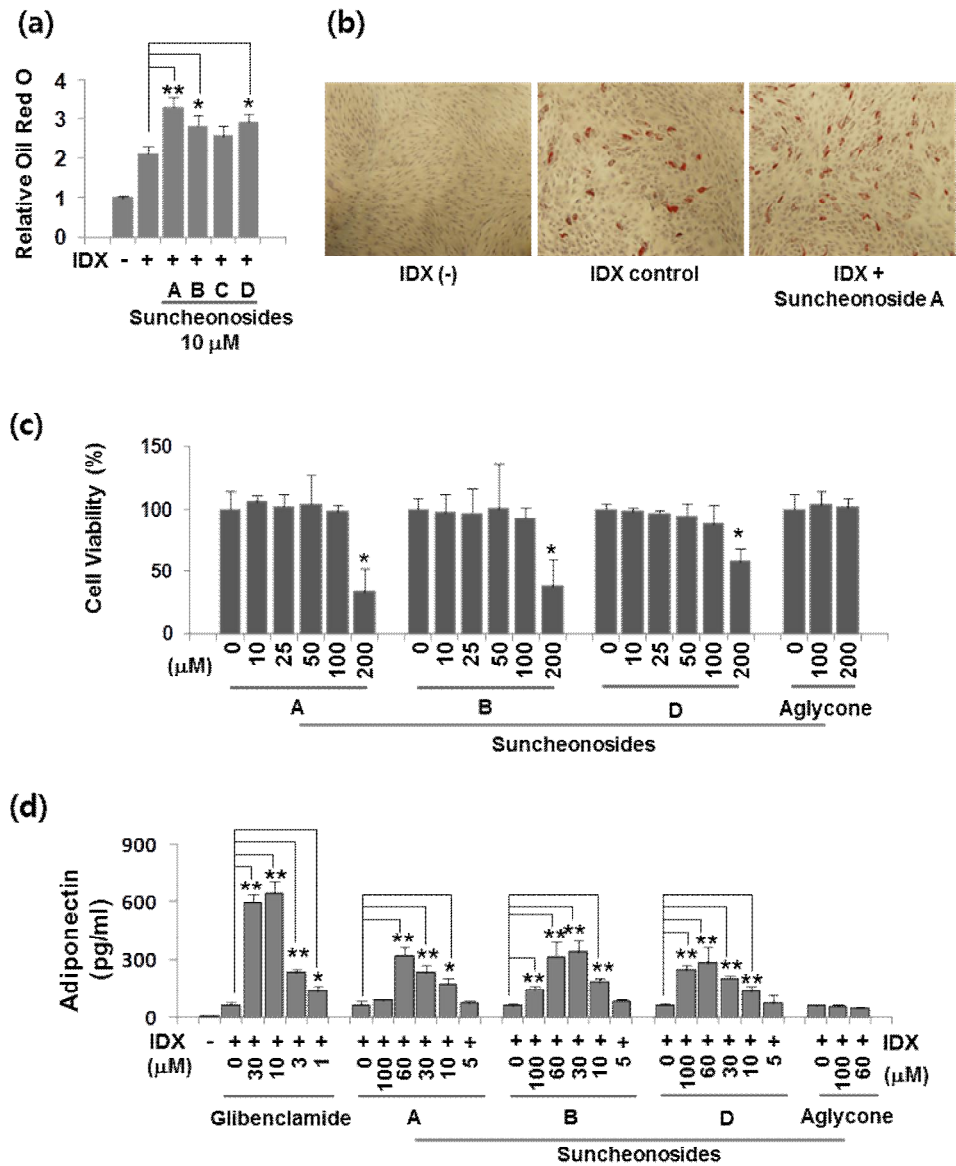 (a)
Relative Oil Red O
4
3
2
1
0
** * *
IDX - + + + + +
A B C D
Suncheonosides
10 μM
(b)
IDX (-)
IDX control
IDX +
Suncheonoside A
(c)
Cell Viability (%)
150
100
50
0
* * *
(μM) 0 10 25 50 100 200 0 10 25 50 100 200 0 10 25 50 100 200 0 100 200
A B D Aglycone
Suncheonosides
(d)
Adiponectin
(pg/ml)
900
600
300
0
** ** ** * ** ** * ** ** ** ** ** ** ** **
IDX - + + + + + + + + + + + + + + + + + + + + + + + + + + IDX
(μM) 0 30 10 3 1 0 100 60 30 10 5 0 100 60 30 10 5 0 100 60 30 10 5 0 100 60 (μM)
Glibenclamide A B D Aglycone
Suncheonosides